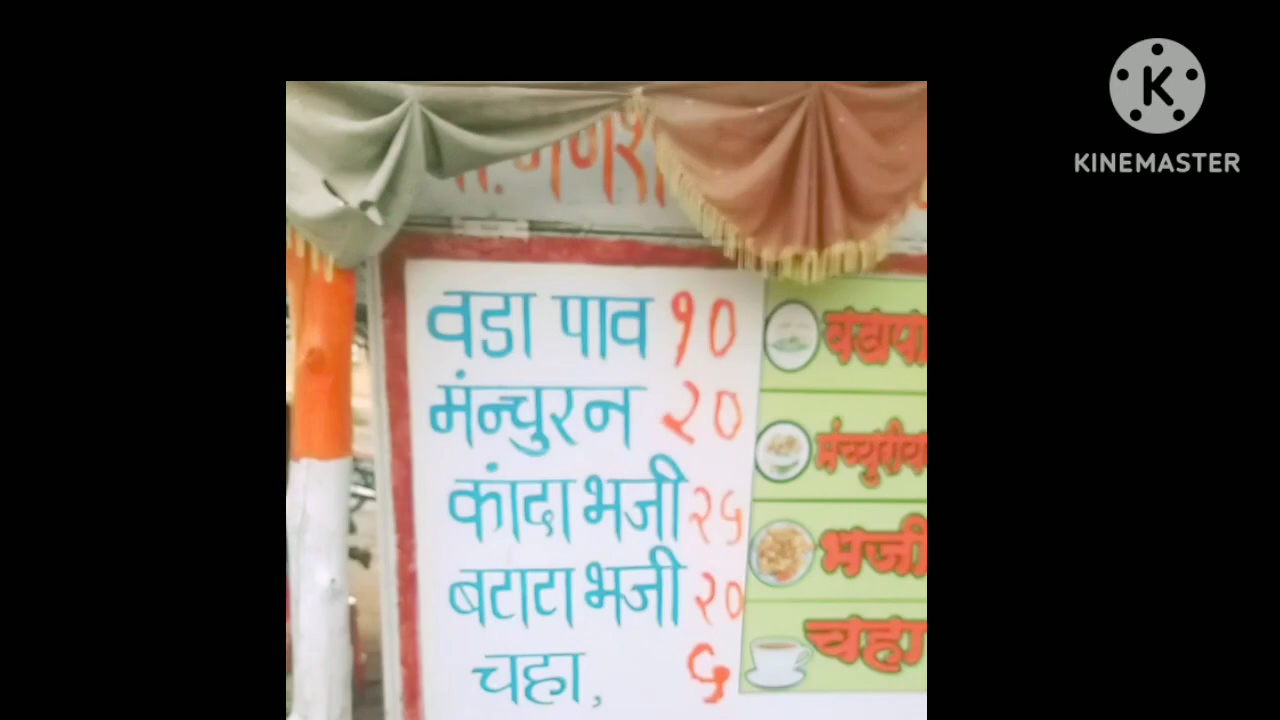 KINEMASTER
वडा पाव १०
मंन्चुरन २०
कांदा भजी २५
बटाटा भजी २०
चहा, ५
भजी
चहा